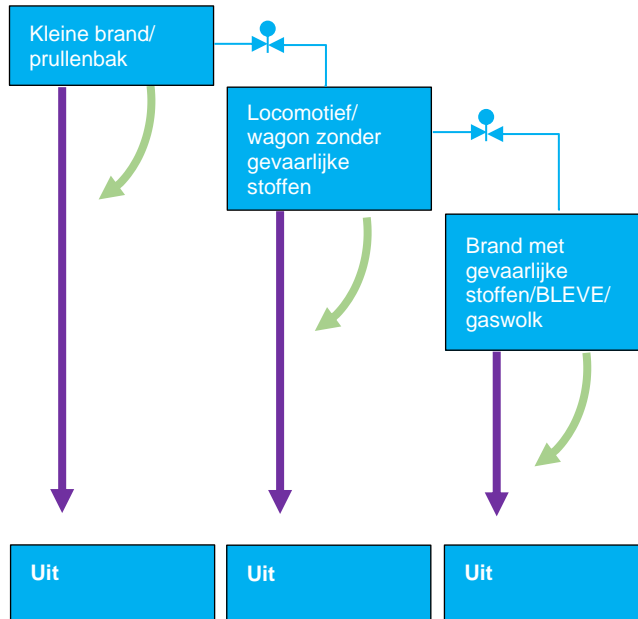 Kleine brand/
prullenbak
Locomotief/
wagon zonder
gevaarlijke
stoffen
Brand met
gevaarlijke
stoffen/BLEVE/
gaswolk
Uit
Uit
Uit